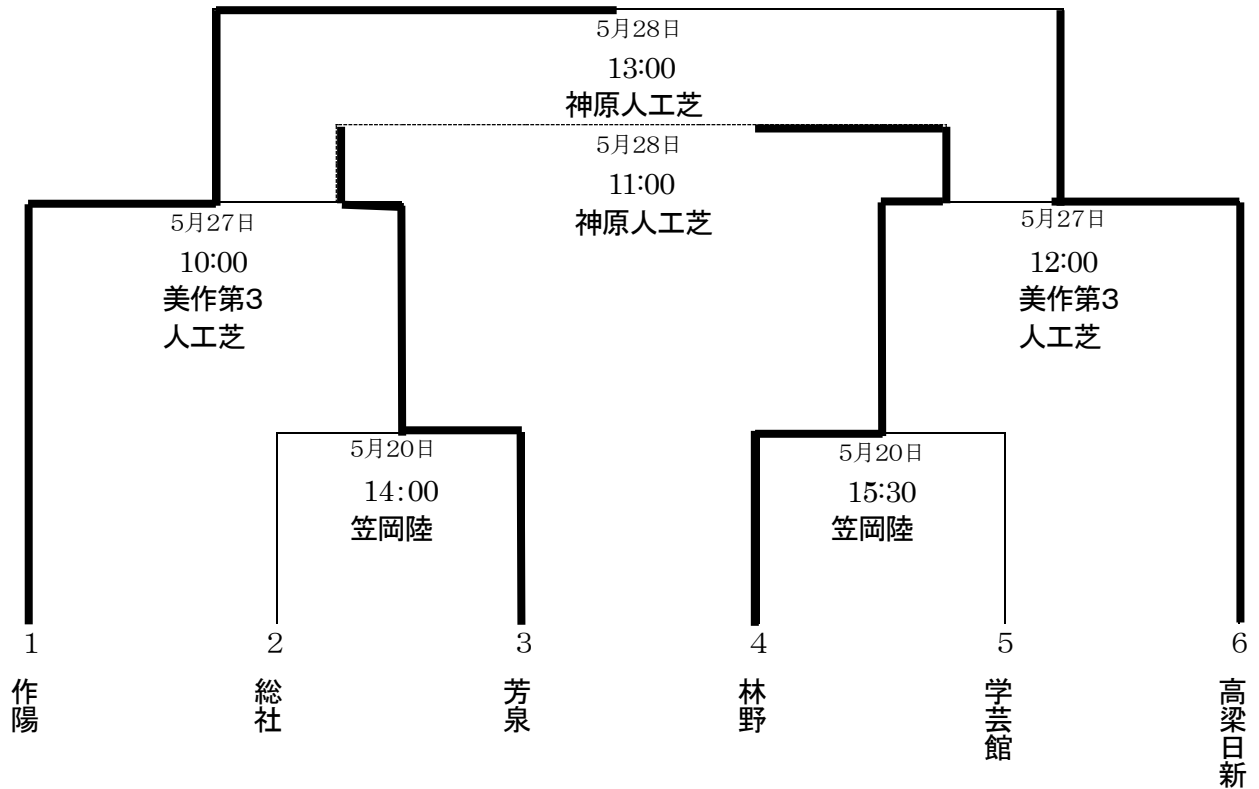 5月28日
13:00
神原人工芝
5月28日
11:00
神原人工芝
5月27日
10:00
美作第3
人工芝
5月27日
12:00
美作第3
人工芝
5月20日
14:00
笠岡陸
5月20日
15:30
笠岡陸
1
2
3
4
5
6
作陽
総社
芳泉
林野
学芸館
高梁日新